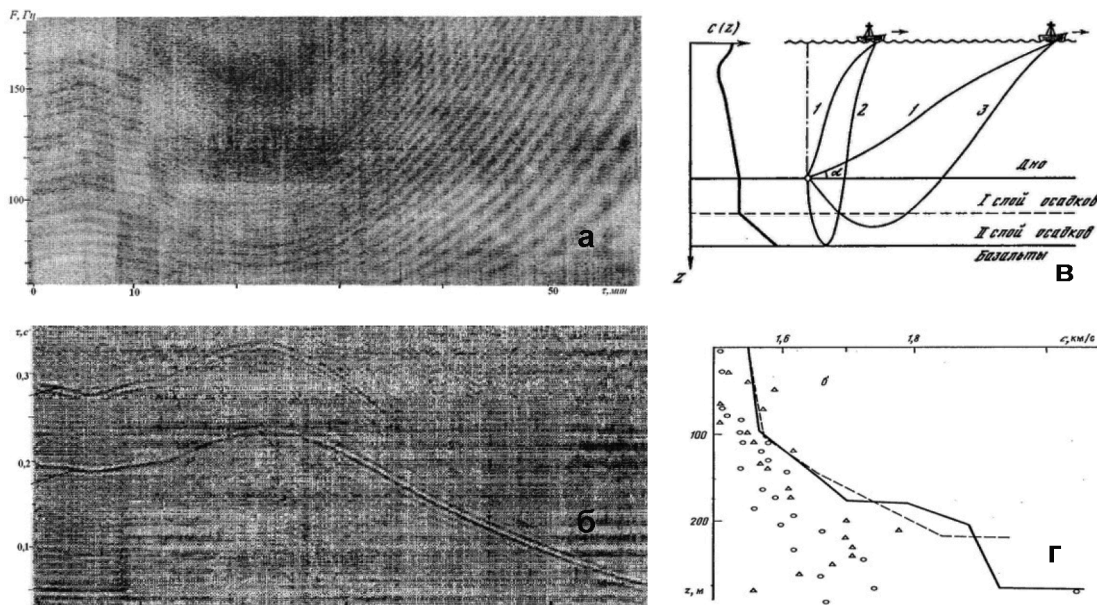 F, Гц
150
100
0
10
50
τ, мин
а
τ, с
0,3
0,2
0,1
б
c(z)
1
2
1
3
α
Дно
I слой осадков
II слой осадков
Базальты
z
в
1,6
1,8
c, км/с
б
100
200
z, м
г